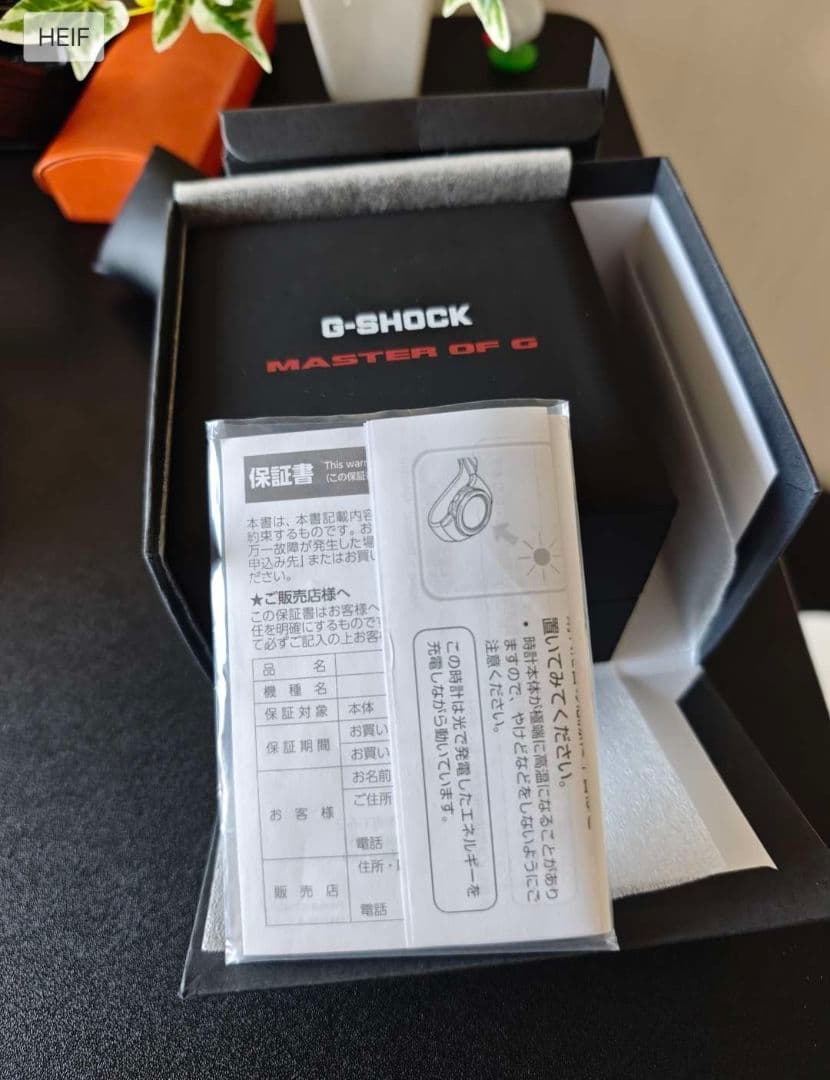 HEIF
G-SHOCK
MASTER OF G
保証書
This warr
(この保証
本書は、本書記載内容
約束するものです。お
万一故障が発生した場
申込み先」またはお買い
ださい。
★ご販売店様へ
この保証書はお客様へ
任を明確にするものです
て必ずご記入の上お客
品名
機種名
保証対象 本体
保証期間
お買い
お買い
お客様
お名前
ご住所
電話
販売店
住所・
電話
置いてみてください。
• 時計本体が極端に高温になることがあり
ますので、やけどなどをしないようにご
注意ください。
この時計は光で発電したエネルギーを
充電しながら動いています。